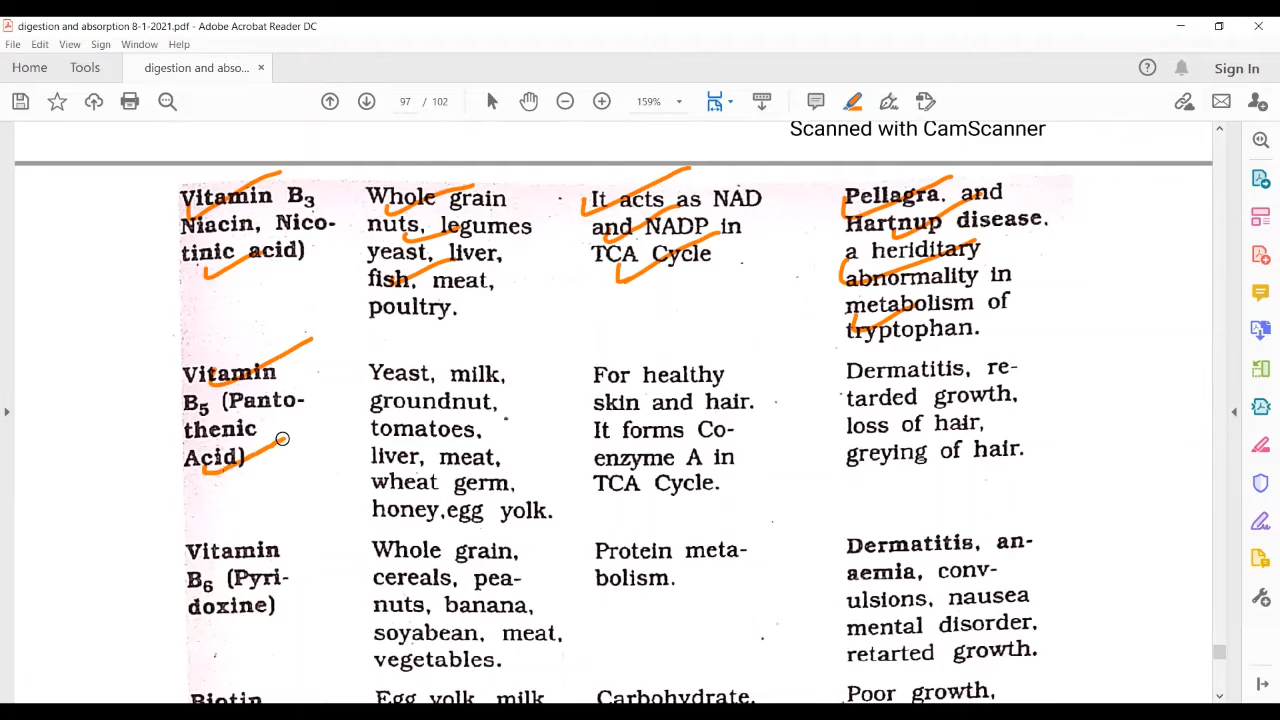 digestion and absorption 8-1-2021.pdf - Adobe Acrobat Reader DC
File Edit View Sign Window Help
Home Tools digestion and abso... × Sign In
97 / 102 159%
Scanned with CamScanner
Vitamin B3 Niacin, Nico- tinic acid)
Whole grain nuts, legumes yeast, liver, fish, meat, poultry.
It acts as NAD and NADP in TCA Cycle
Pellagra. and Hartnup disease. a heriditary abnormality in metabolism of tryptophan.
Vitamin B5 (Panto- thenic Acid)
Yeast, milk, groundnut, tomatoes, liver, meat, wheat germ, honey,egg yolk.
For healthy skin and hair. It forms Co- enzyme A in TCA Cycle.
Dermatitis, re- tarded growth, loss of hair, greying of hair.
Vitamin B6 (Pyri- doxine)
Whole grain, cereals, pea- nuts, banana, soyabean, meat, vegetables.
Protein meta- bolism.
Dermatitis, an- aemia, conv- ulsions, nausea mental disorder, retarted growth.
Biotin
Egg yolk, milk
Carbohydrate,
Poor growth,